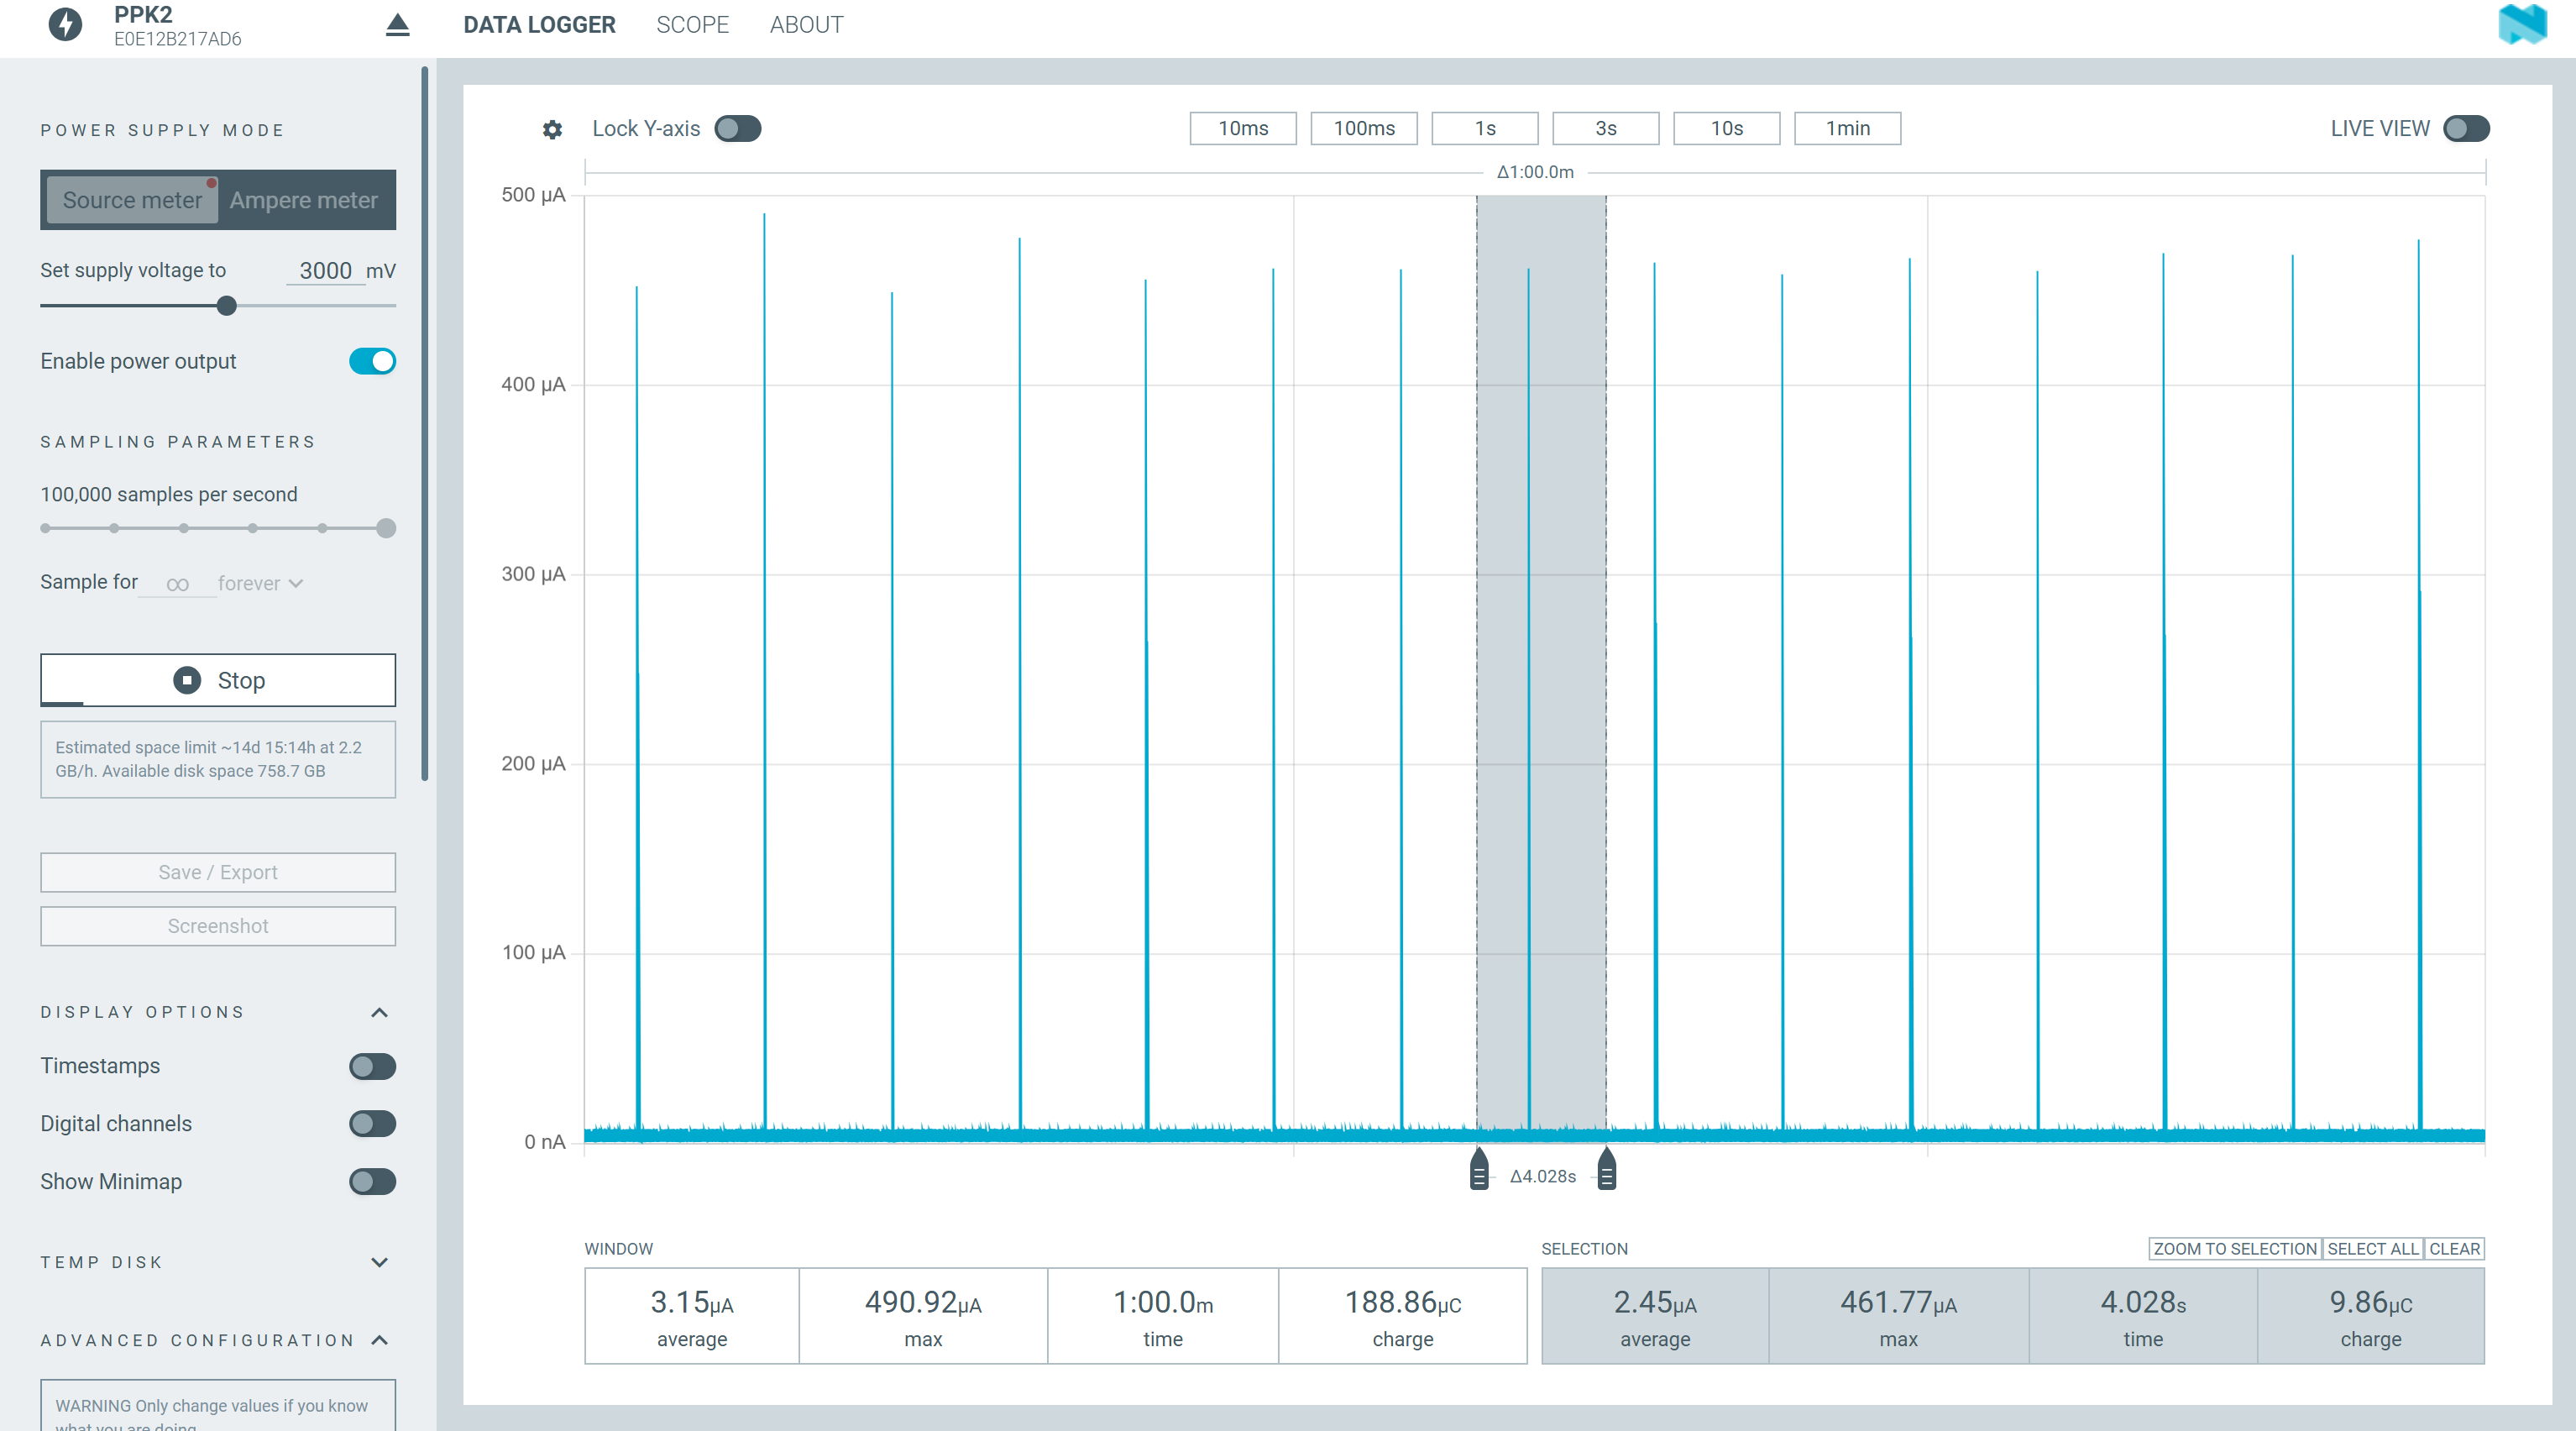 PPK2
E0E12B217AD6
DATA LOGGER SCOPE ABOUT
POWER SUPPLY MODE
Source meter Ampere meter
Set supply voltage to 3000 mV
Enable power output
SAMPLING PARAMETERS
100,000 samples per second
Sample for ∞ forever
Stop
Estimated space limit ~14d 15:14h at 2.2
GB/h. Available disk space 758.7 GB
Save / Export
Screenshot
DISPLAY OPTIONS
Timestamps
Digital channels
Show Minimap
TEMP DISK
ADVANCED CONFIGURATION
WARNING Only change values if you know
what you are doing
Lock Y-axis 10ms 100ms 1s 3s 10s 1min LIVE VIEW
Δ1:00.0m
500 µA
400 µA
300 µA
200 µA
100 µA
0 nA
Δ4.028s
WINDOW
3.15µA 490.92µA 1:00.0m 188.86µC
average max time charge
SELECTION ZOOM TO SELECTION SELECT ALL CLEAR
2.45µA 461.77µA 4.028s 9.86µC
average max time charge